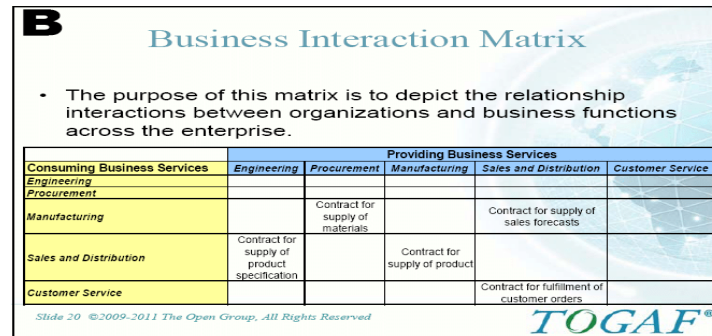 B
Business Interaction Matrix
• The purpose of this matrix is to depict the relationship
interactions between organizations and business functions
across the enterprise.
Providing Business Services
Consuming Business Services Engineering Procurement Manufacturing Sales and Distribution Customer Service
Engineering
Procurement
Manufacturing
Contract for
supply of
materials
Contract for supply of
sales forecasts
Sales and Distribution
Contract for
supply of
product
specification
Contract for
supply of product
Customer Service
Contract for fulfillment of
customer orders
Slide 20 ©2009-2011 The Open Group, All Rights Reserved
TOGAF®